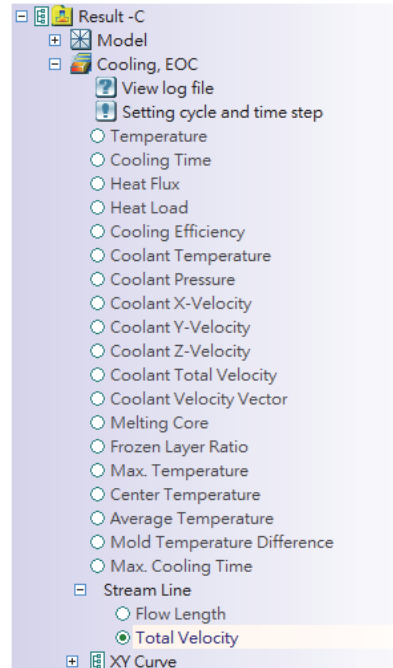 Result -C
Model
Cooling, EOC
View log file
Setting cycle and time step
Temperature
Cooling Time
Heat Flux
Heat Load
Cooling Efficiency
Coolant Temperature
Coolant Pressure
Coolant X-Velocity
Coolant Y-Velocity
Coolant Z-Velocity
Coolant Total Velocity
Coolant Velocity Vector
Melting Core
Frozen Layer Ratio
Max. Temperature
Center Temperature
Average Temperature
Mold Temperature Difference
Max. Cooling Time
Stream Line
Flow Length
Total Velocity
XY Curve